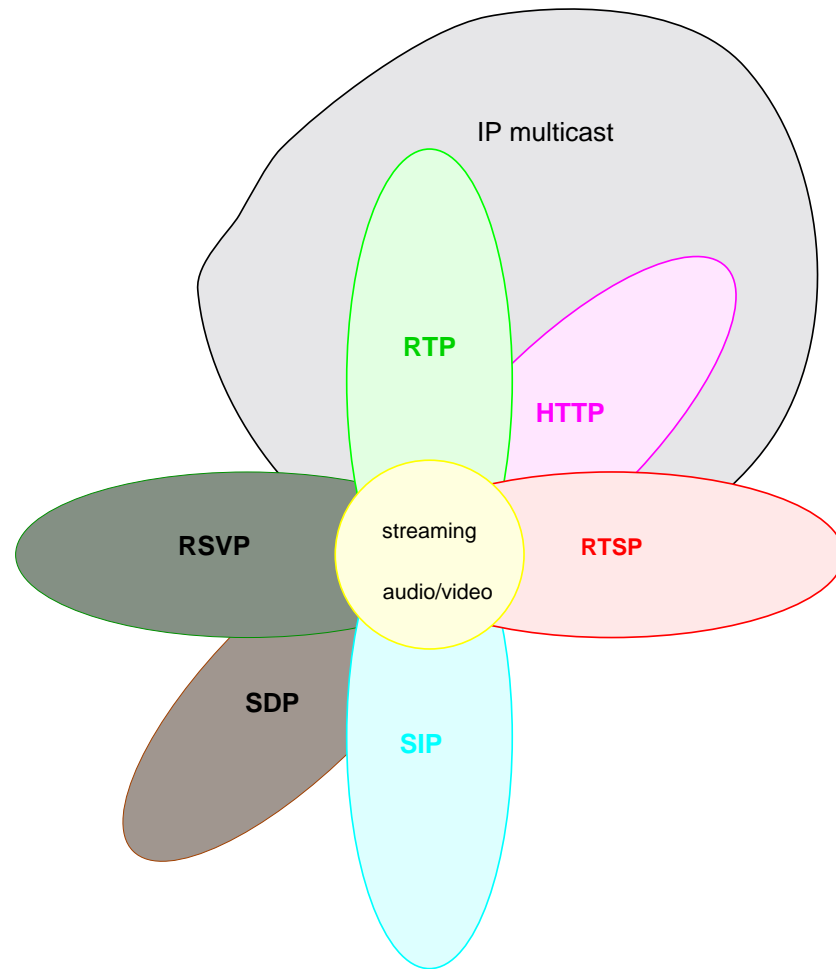 IP multicast
RTP
HTTP
RSVP
streaming
RTSP
audio/video
SDP
SIP